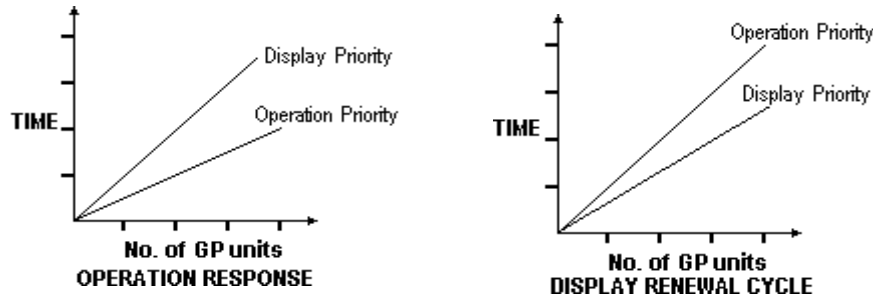 Display Priority
Operation Priority
TIME
No. of GP units
OPERATION RESPONSE
Operation Priority
Display Priority
TIME
No. of GP units
DISPLAY RENEWAL CYCLE